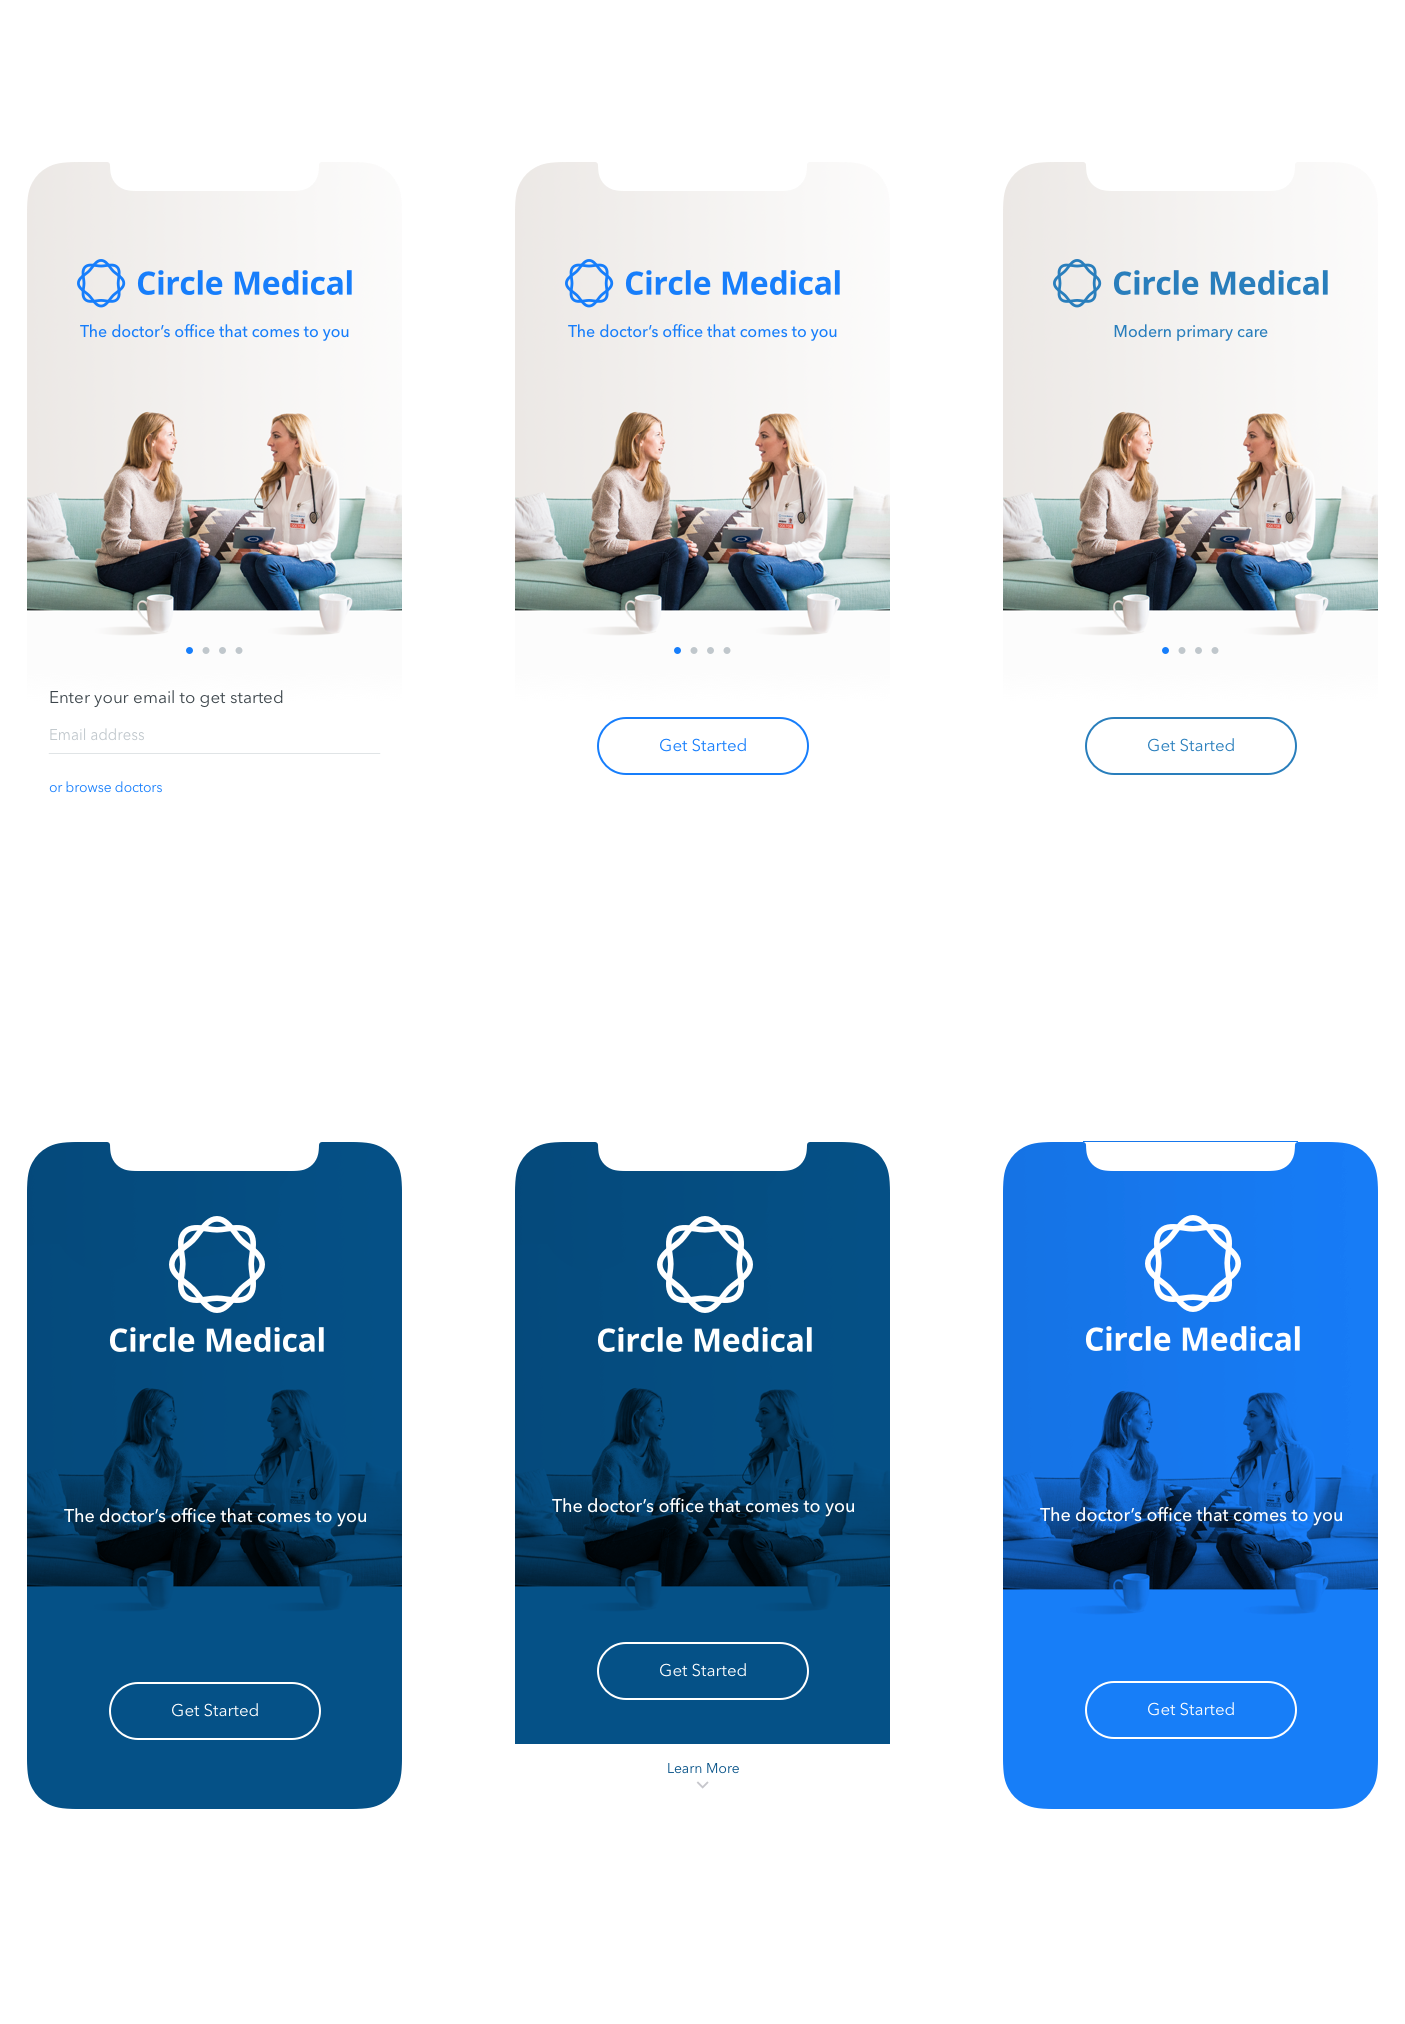 Circle Medical
The doctor’s office that comes to you
Enter your email to get started
Email address
or browse doctors
Circle Medical
The doctor’s office that comes to you
Get Started
Circle Medical
Modern primary care
Get Started
Circle Medical
The doctor’s office that comes to you
Get Started
Circle Medical
The doctor’s office that comes to you
Get Started
Learn More
Circle Medical
The doctor’s office that comes to you
Get Started